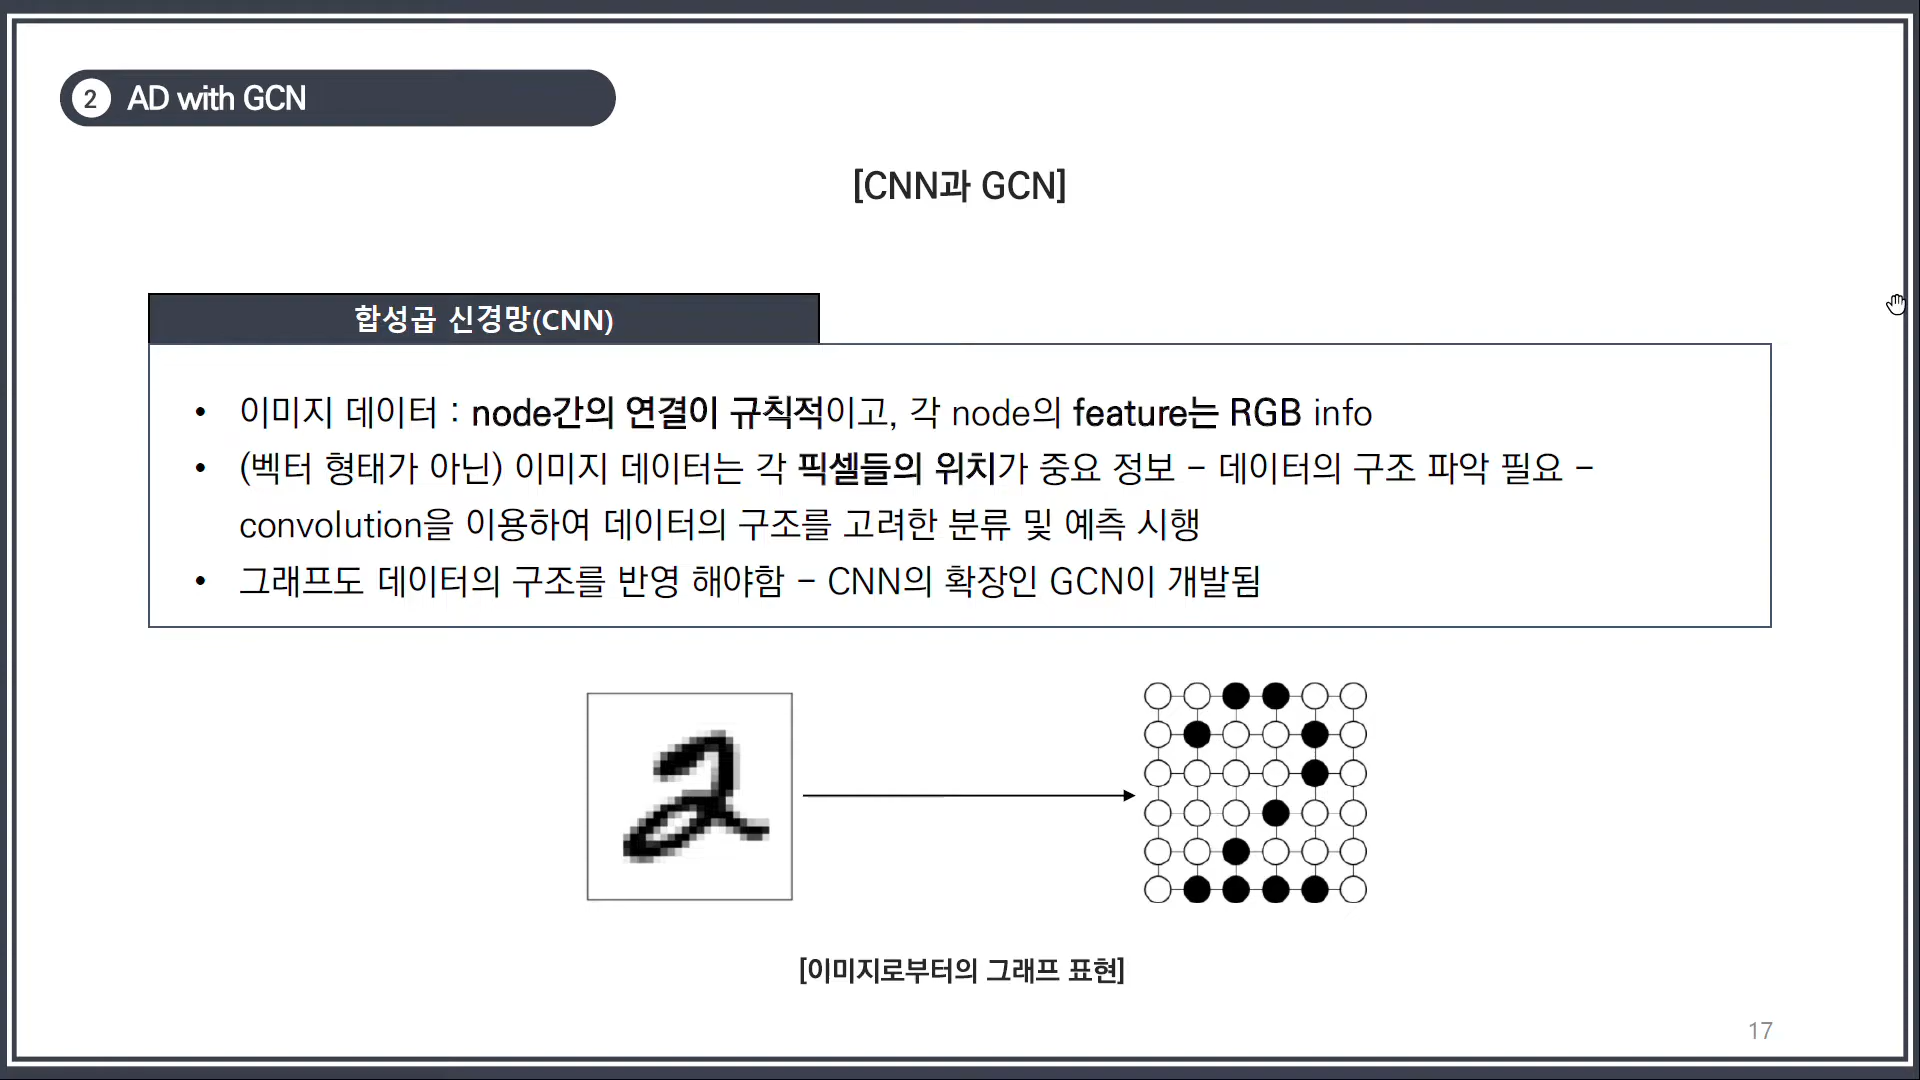 2 AD with GCN
[CNN과 GCN]
합성곱 신경망(CNN)
• 이미지 데이터 : node간의 연결이 규칙적이고, 각 node의 feature는 RGB info
• (벡터 형태가 아닌) 이미지 데이터는 각 픽셀들의 위치가 중요 정보 – 데이터의 구조 파악 필요 –
convolution을 이용하여 데이터의 구조를 고려한 분류 및 예측 시행
• 그래프도 데이터의 구조를 반영 해야함 – CNN의 확장인 GCN이 개발됨
2
[이미지로부터의 그래프 표현]
17